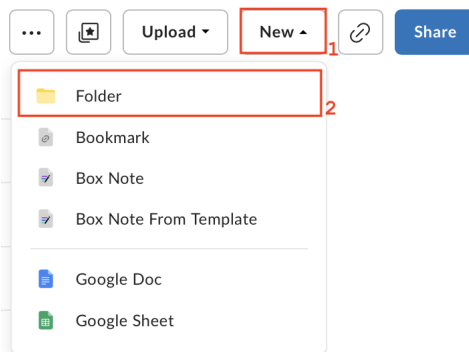 ... Upload New Share
1
Folder
2
Bookmark
Box Note
Box Note From Template
Google Doc
Google Sheet